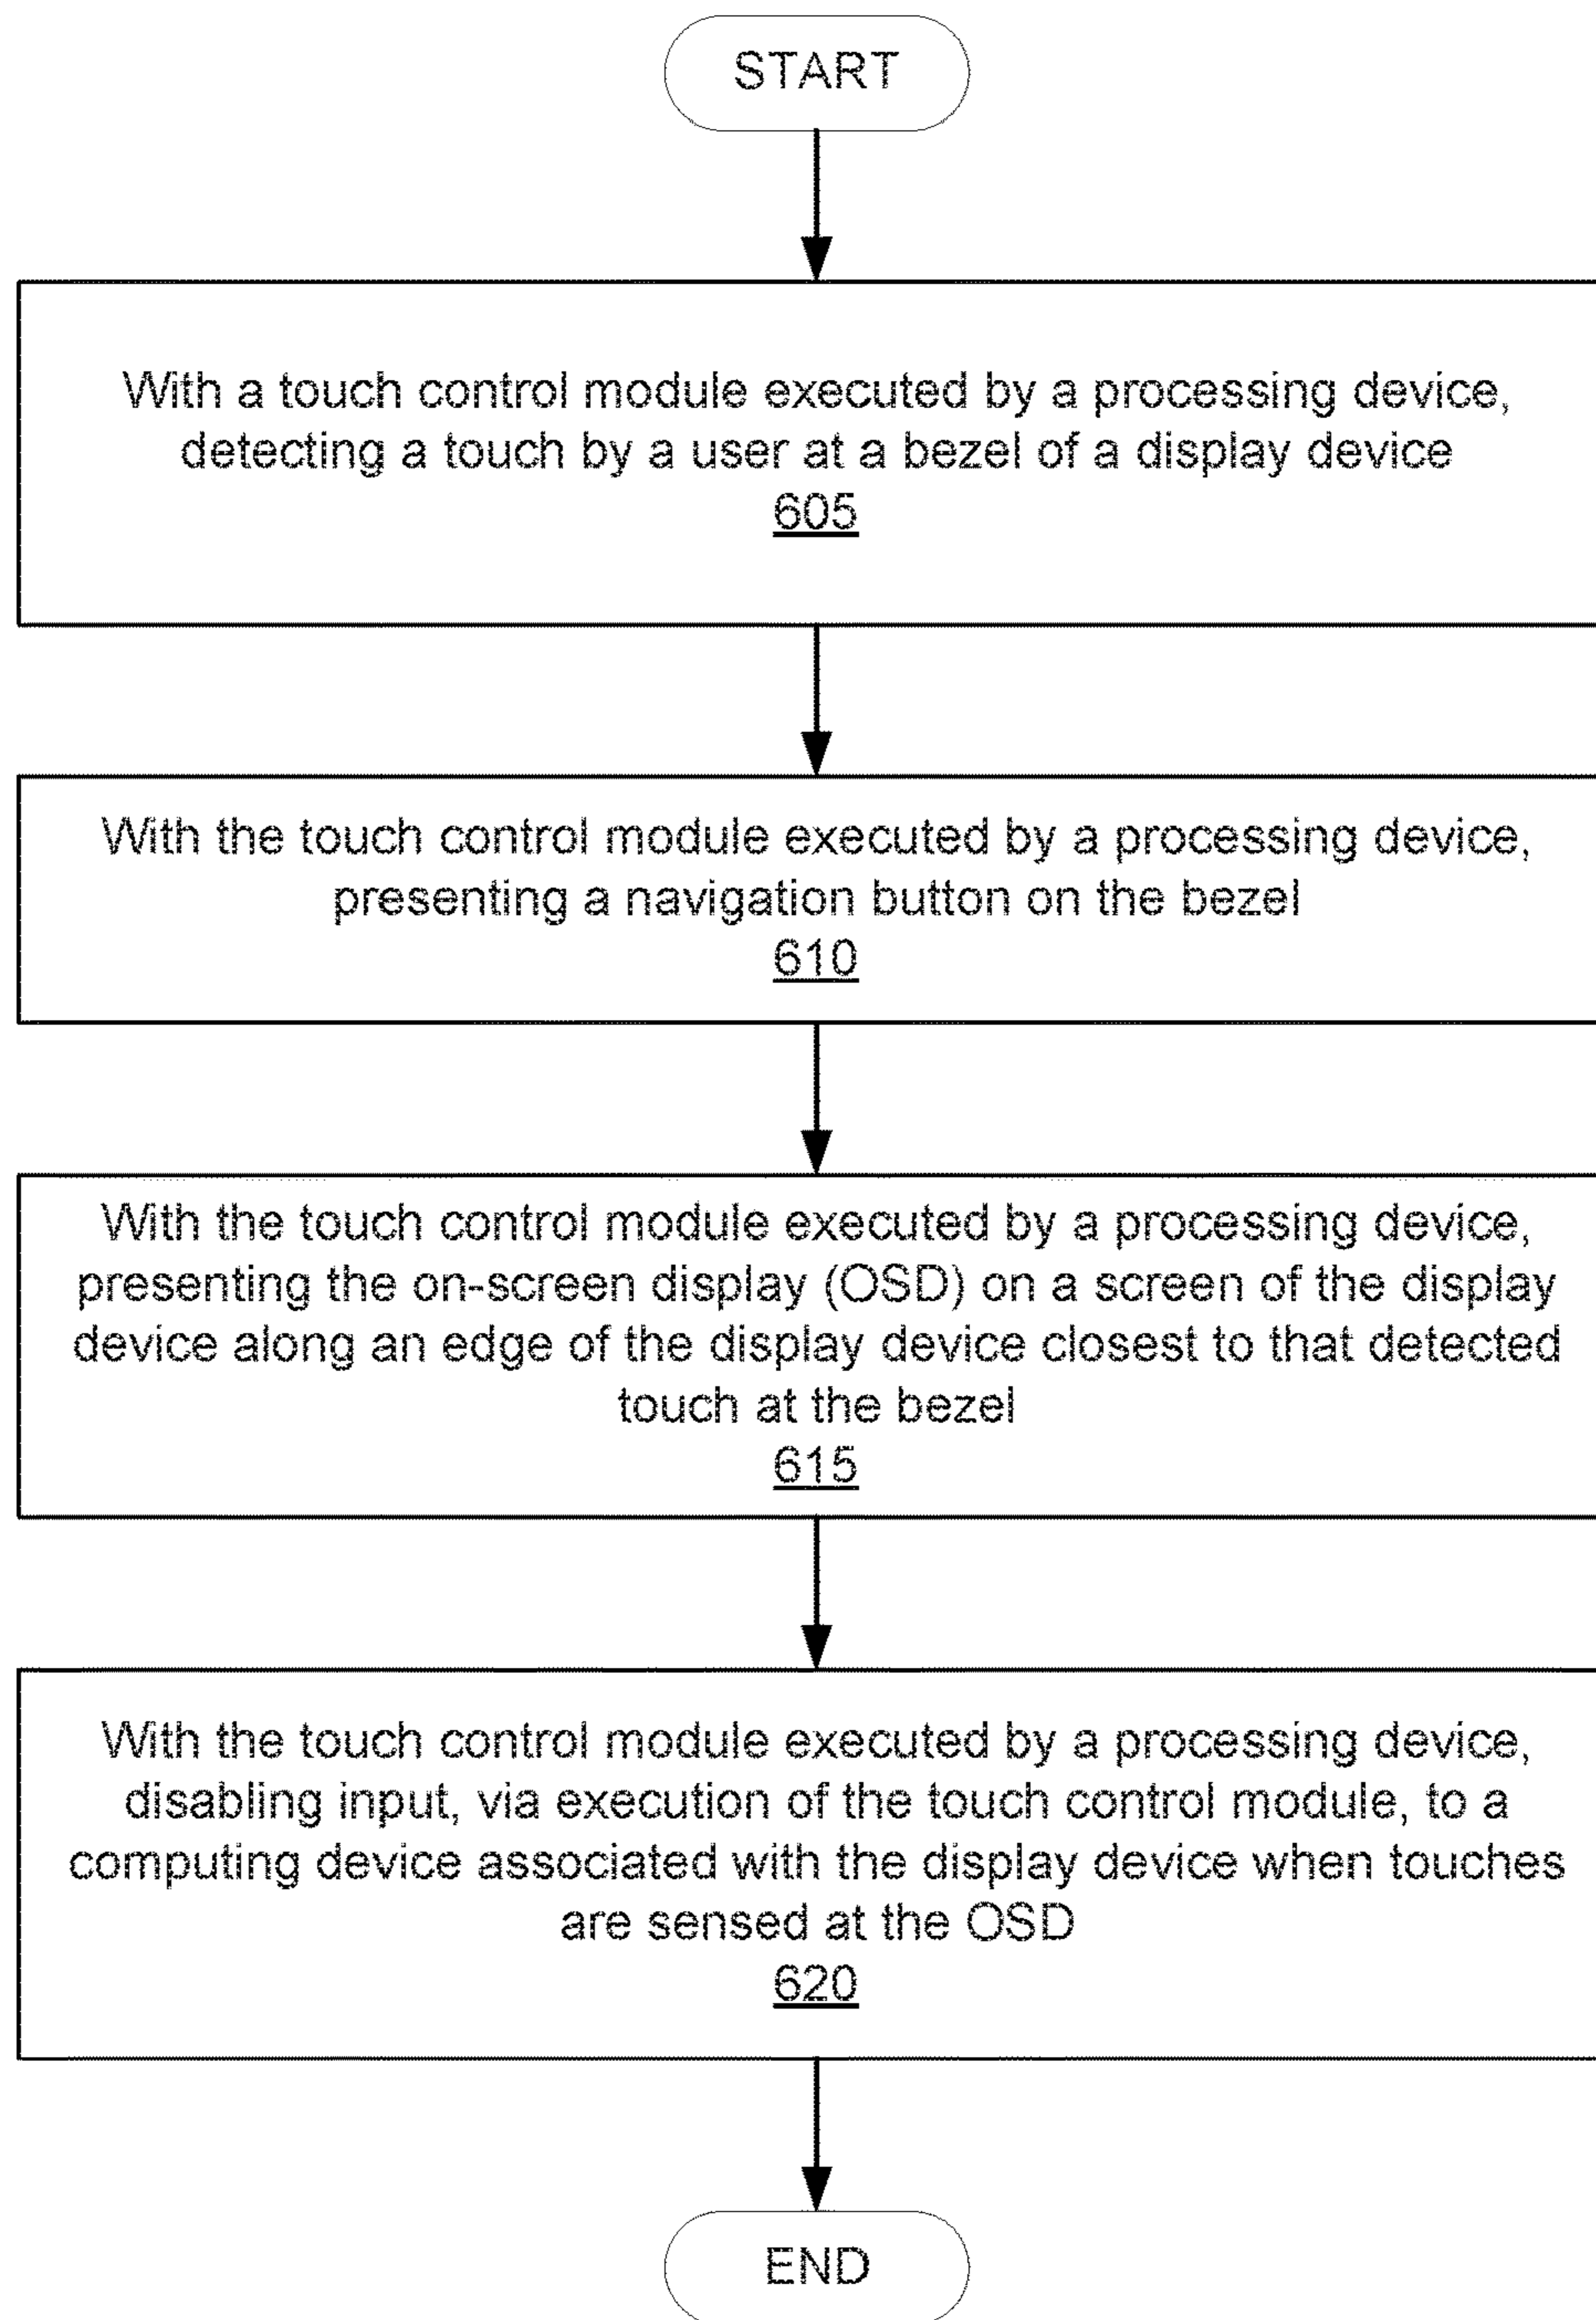 START
With a touch control module executed by a processing device,
detecting a touch by a user at a bezel of a display device
605
With the touch control module executed by a processing device,
presenting a navigation button on the bezel
610
With the touch control module executed by a processing device,
presenting the on-screen display (OSD) on a screen of the display
device along an edge of the display device closest to that detected
touch at the bezel
615
With the touch control module executed by a processing device,
disabling input, via execution of the touch control module, to a
computing device associated with the display device when touches
are sensed at the OSD
620
END